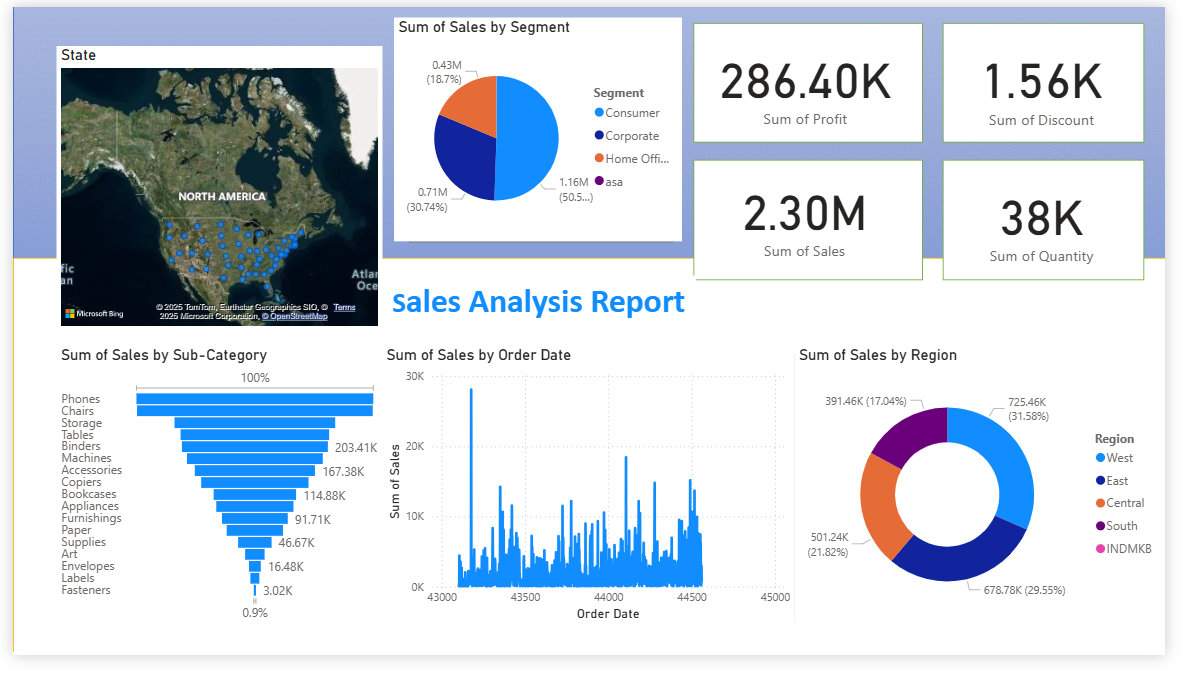 State
NORTH AMERICA
fic
an
Atlan
Oce
Microsoft Bing
© 2025 TomTom, Earthstar Geographics SIO, © 2025 Microsoft Corporation, © OpenStreetMap
Terms
Sum of Sales by Segment
0.43M
(18.7%)
0.71M
(30.74%)
1.16M
(50.5...)
Segment
Consumer
Corporate
Home Offi...
asa
286.40K
Sum of Profit
1.56K
Sum of Discount
2.30M
Sum of Sales
38K
Sum of Quantity
Sales Analysis Report
Sum of Sales by Sub-Category
100%
Phones
Chairs
Storage
Tables
Binders 203.41K
Machines
Accessories 167.38K
Copiers
Bookcases 114.88K
Appliances
Furnishings 91.71K
Paper
Supplies 46.67K
Art
Envelopes 16.48K
Labels
Fasteners 3.02K
0.9%
Sum of Sales by Order Date
Sum of Sales
30K
20K
10K
0K
43000 43500 44000 44500 45000
Order Date
Sum of Sales by Region
391.46K (17.04%)
725.46K
(31.58%)
501.24K
(21.82%)
678.78K (29.55%)
Region
West
East
Central
South
INDMKB